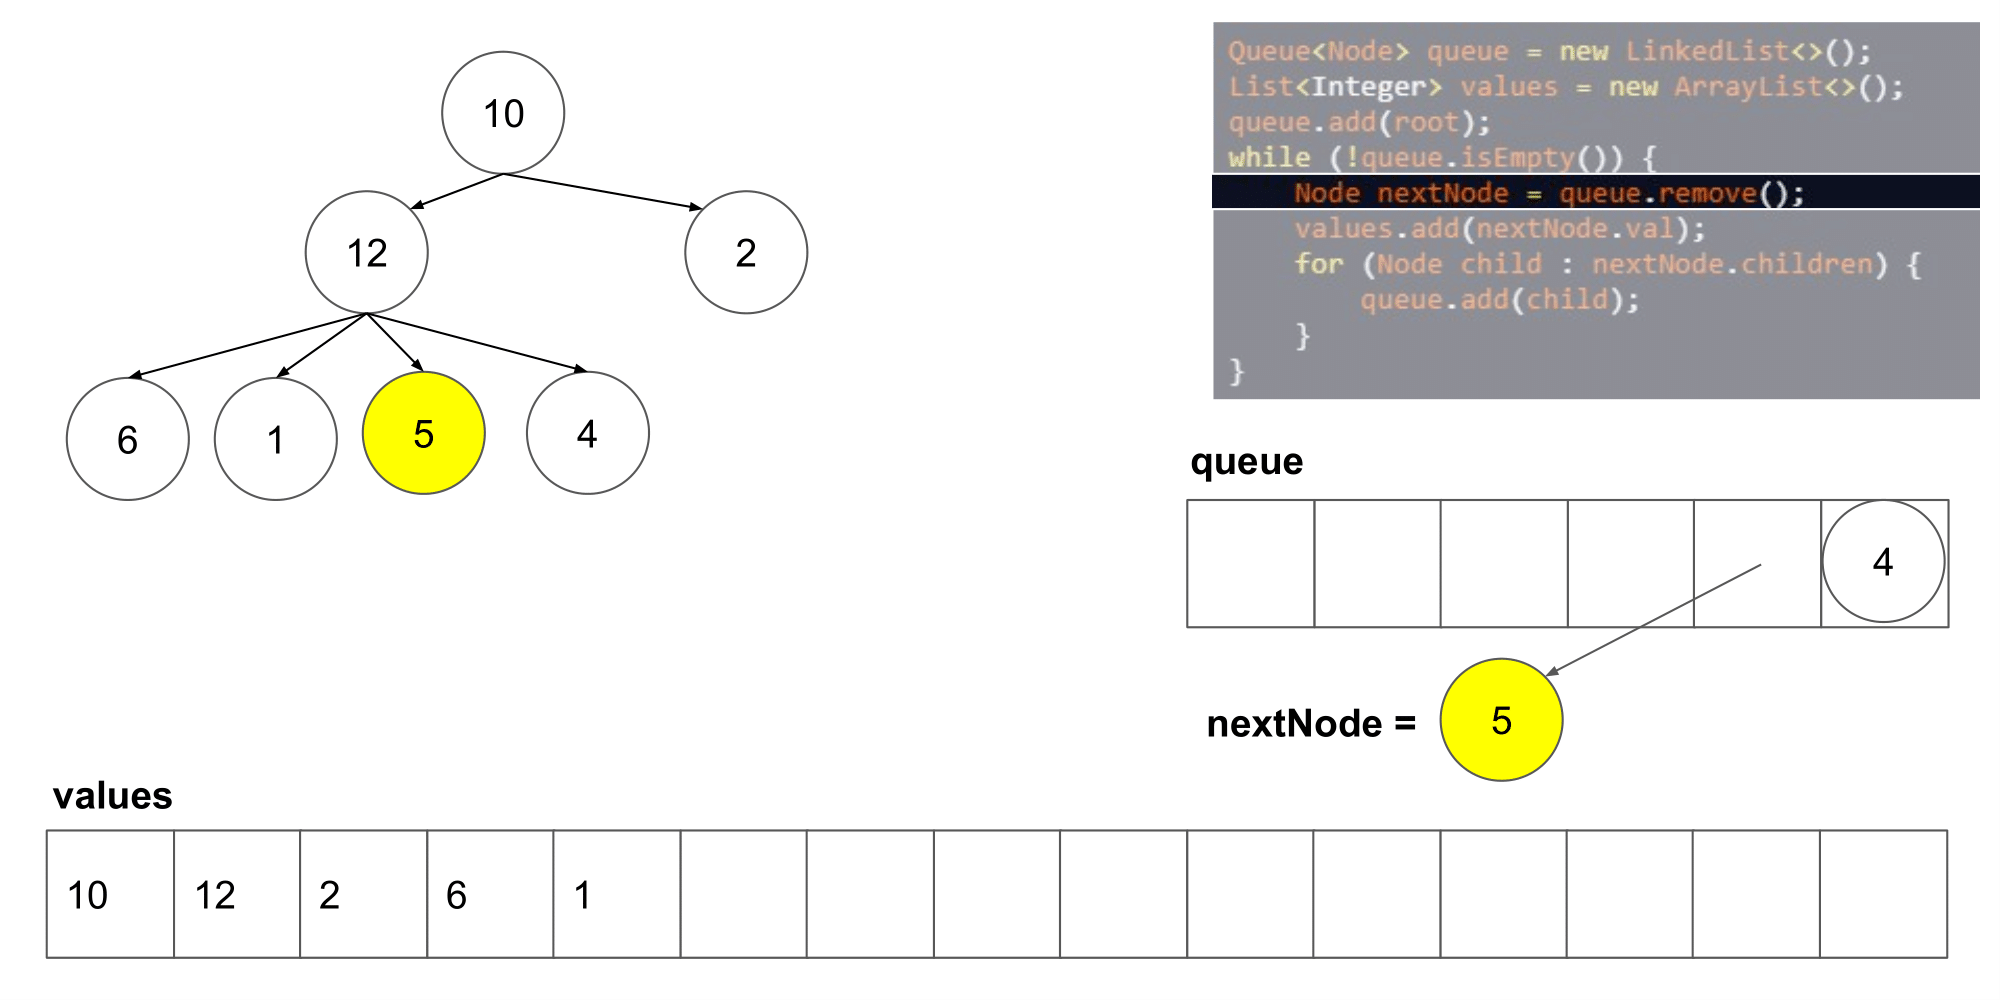 10
12
2
6
1
5
4
Queue<Node> queue = new LinkedList<>();
List<Integer> values = new ArrayList<>();
queue.add(root);
while (!queue.isEmpty()) {
    Node nextNode = queue.remove();
    values.add(nextNode.val);
    for (Node child : nextNode.children) {
        queue.add(child);
    }
}
queue
4
nextNode = 5
values
10 12 2 6 1